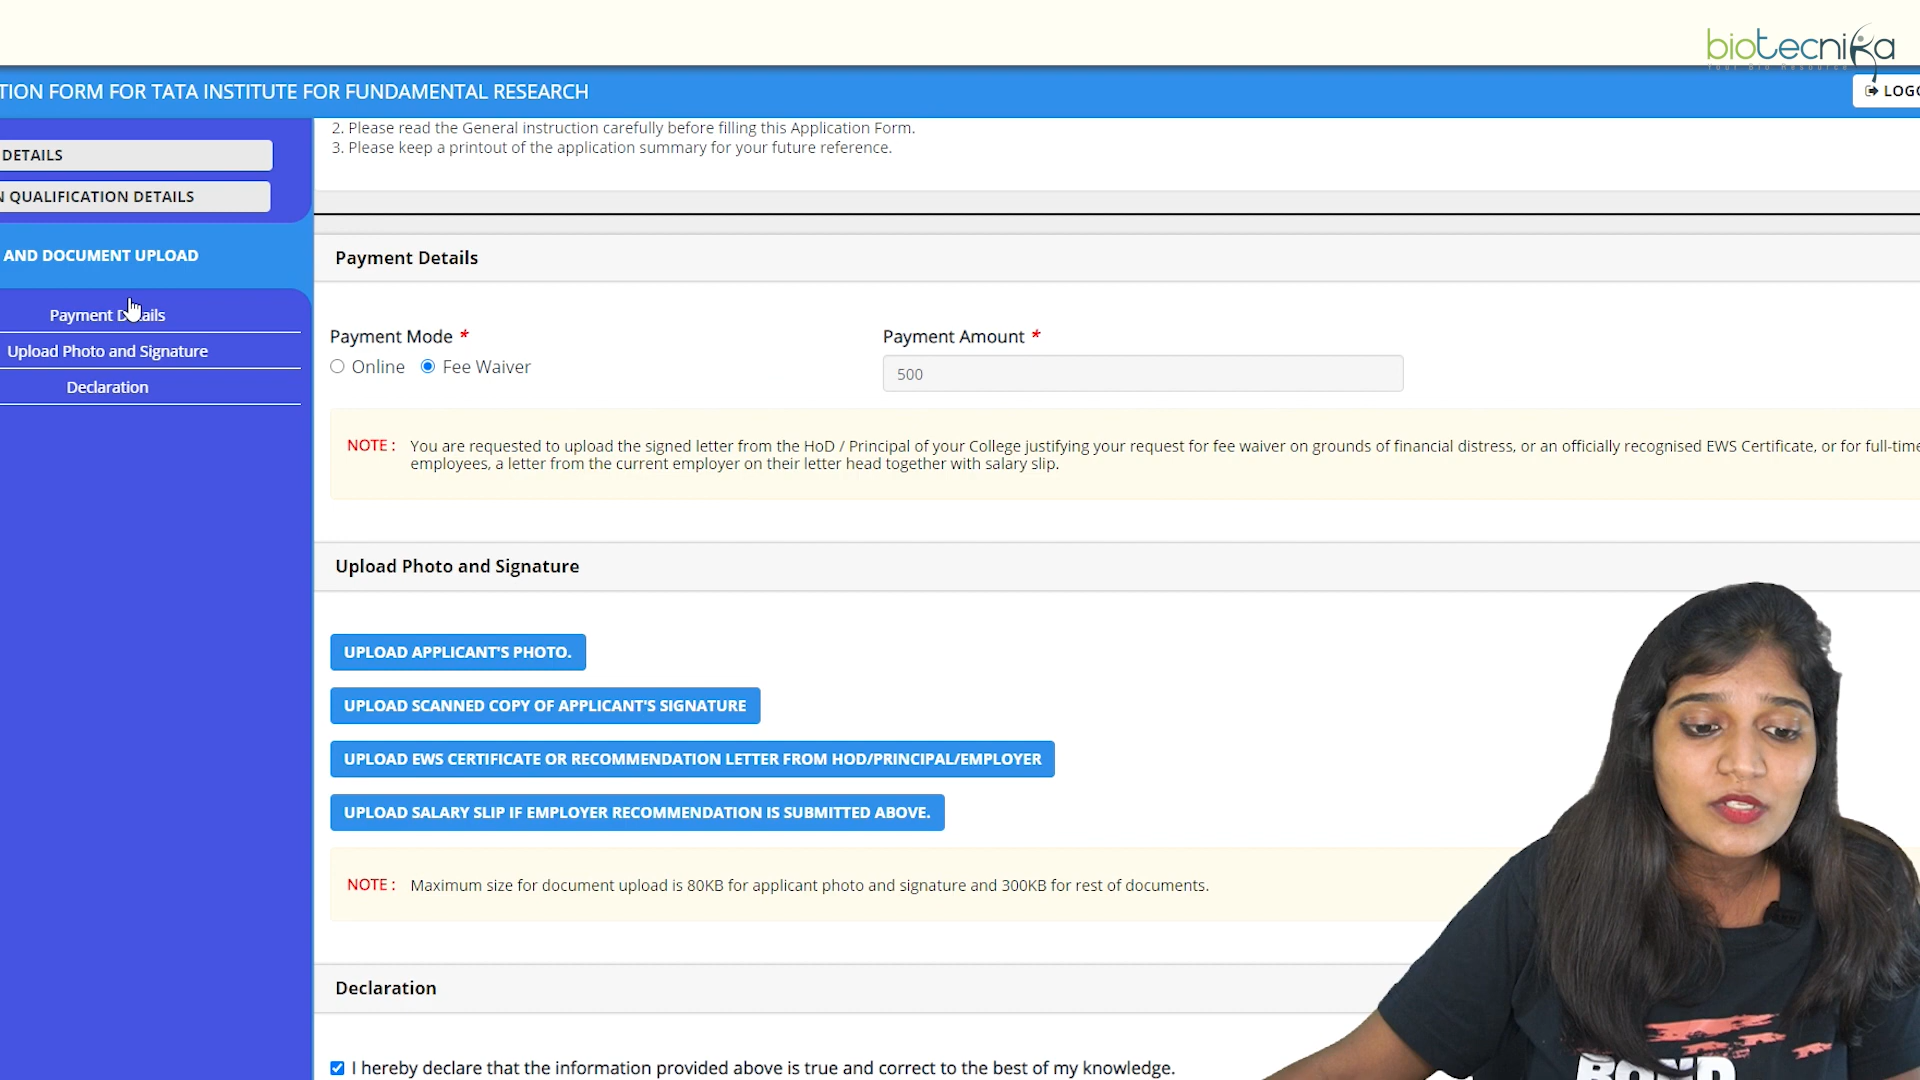 biotecnika
TION FORM FOR TATA INSTITUTE FOR FUNDAMENTAL RESEARCH
LOGO
2. Please read the General instruction carefully before filling this Application Form.
3. Please keep a printout of the application summary for your future reference.
DETAILS
N QUALIFICATION DETAILS
AND DOCUMENT UPLOAD
Payment Details
Upload Photo and Signature
Declaration
Payment Details
Payment Mode *
Online Fee Waiver
Payment Amount *
500
NOTE : You are requested to upload the signed letter from the HoD / Principal of your College justifying your request for fee waiver on grounds of financial distress, or an officially recognised EWS Certificate, or for full-time
employees, a letter from the current employer on their letter head together with salary slip.
Upload Photo and Signature
UPLOAD APPLICANT'S PHOTO.
UPLOAD SCANNED COPY OF APPLICANT'S SIGNATURE
UPLOAD EWS CERTIFICATE OR RECOMMENDATION LETTER FROM HOD/PRINCIPAL/EMPLOYER
UPLOAD SALARY SLIP IF EMPLOYER RECOMMENDATION IS SUBMITTED ABOVE.
NOTE : Maximum size for document upload is 80KB for applicant photo and signature and 300KB for rest of documents.
Declaration
I hereby declare that the information provided above is true and correct to the best of my knowledge.